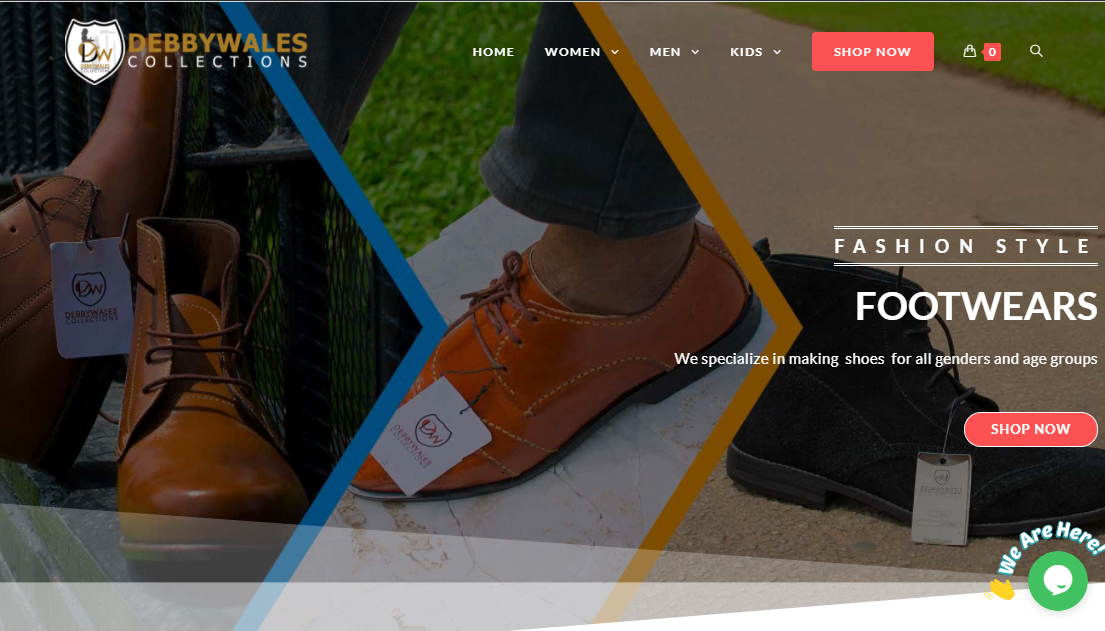 DW
DEBBYWALES
COLLECTIONS
HOME
WOMEN
MEN
KIDS
SHOP NOW
0
FASHION STYLE
FOOTWEARS
We specialize in making shoes for all genders and age groups
SHOP NOW
DW
DEBBYWALES
COLLECTIONS
DW
DEBBYWALES
COLLECTIONS
We Are Here!